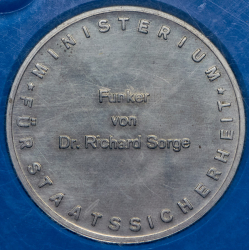 MINISTERIUM
FÜR STAATSSICHERHEIT
Funker
von
Dr. Richard Sorge